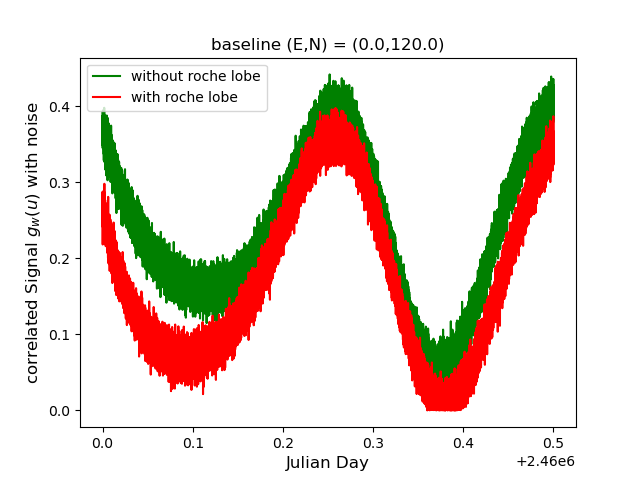 baseline (E,N) = (0.0,120.0)
without roche lobe
with roche lobe
correlated Signal g_w(u) with noise
0.4
0.3
0.2
0.1
0.0
0.0 0.1 0.2 0.3 0.4 0.5
Julian Day
+2.46e6